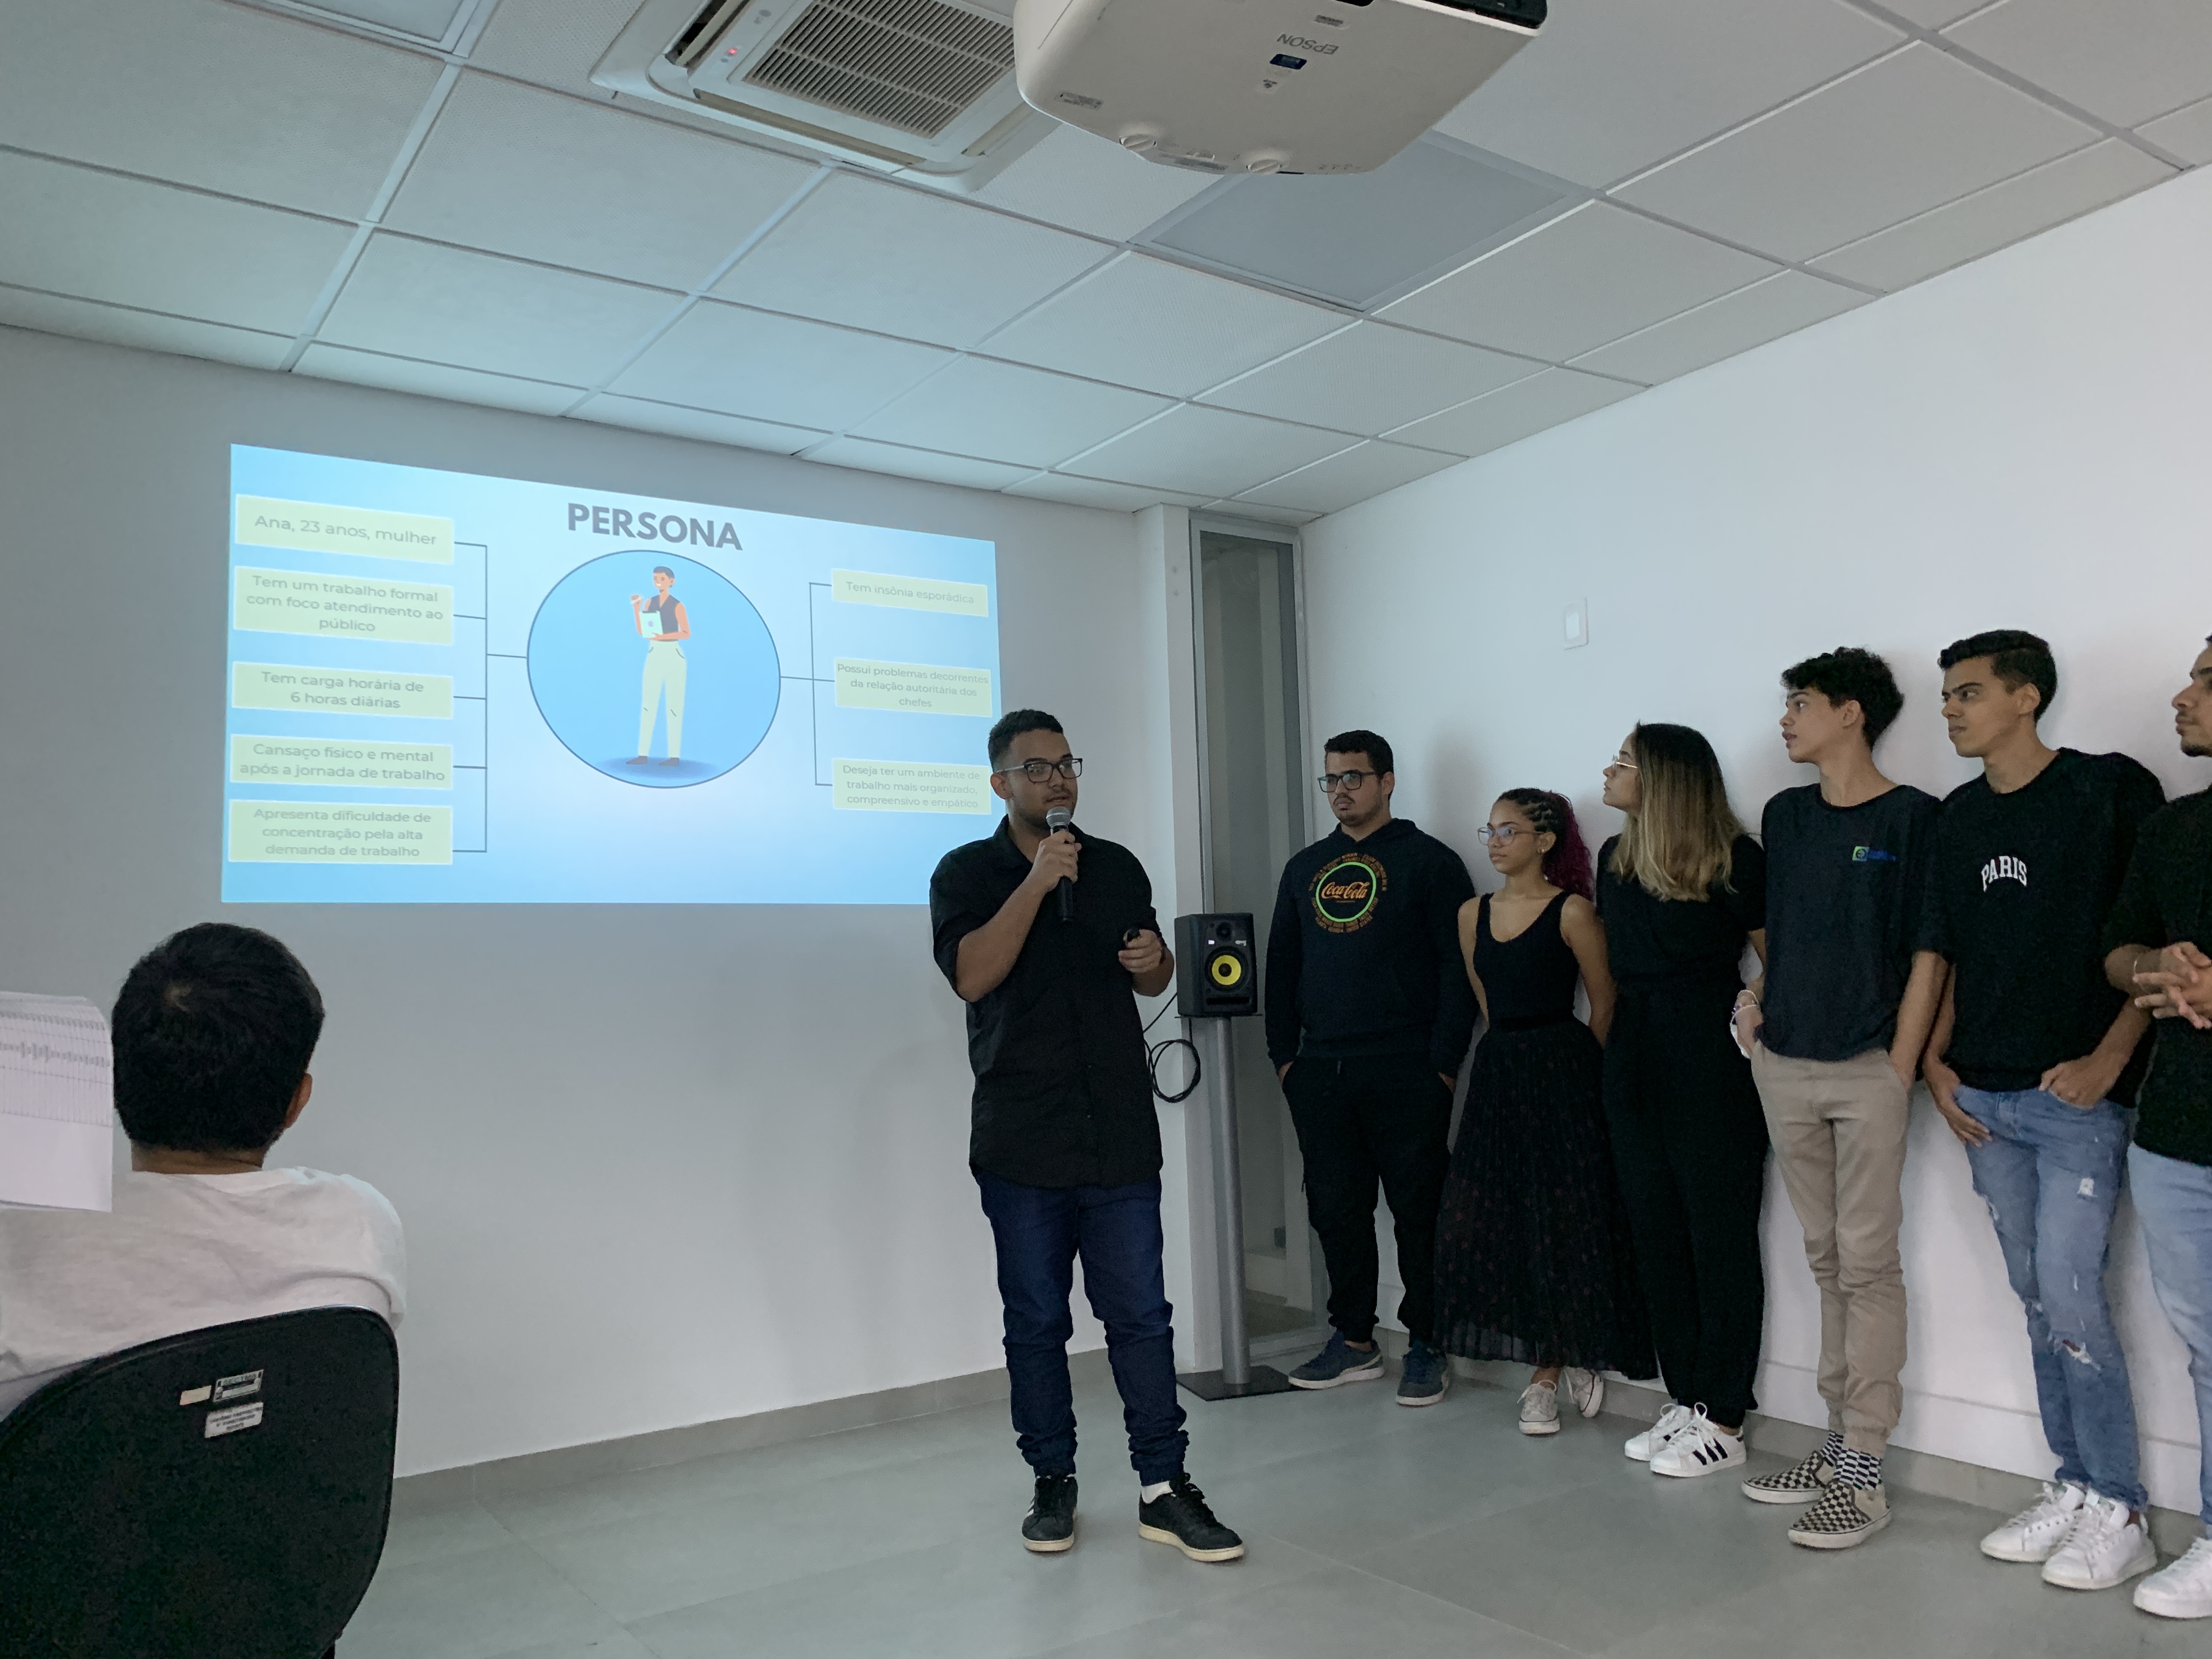 EPSON
PERSONA
Ana, 23 anos, mulher
Tem um trabalho formal
com foco atendimento ao
público
Tem carga horária de
6 horas diárias
Cansaço físico e mental
após a jornada de trabalho
Apresenta dificuldade de
concentração pela alta
demanda de trabalho
Tem insônia esporádica
Possui problemas decorrentes
da relação autoritária dos
chefes
Deseja ter um ambiente de
trabalho mais organizado,
compreensivo e empático
Coca-Cola
PARIS